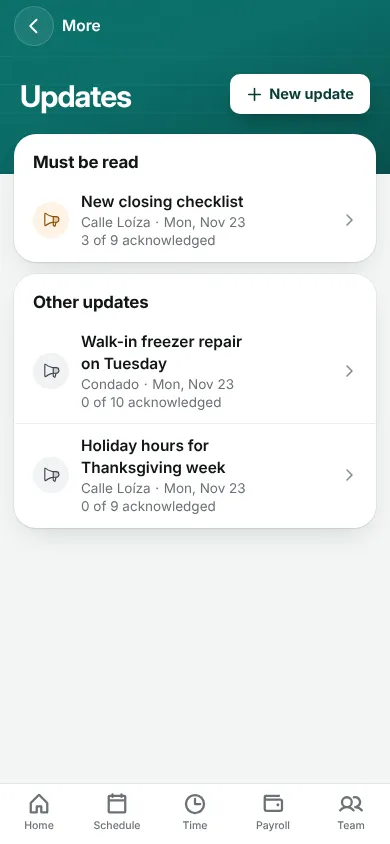 More
Updates
New update
Must be read
New closing checklist
Calle Loíza · Mon, Nov 23
3 of 9 acknowledged
Other updates
Walk-in freezer repair
on Tuesday
Condado · Mon, Nov 23
0 of 10 acknowledged
Holiday hours for
Thanksgiving week
Calle Loíza · Mon, Nov 23
0 of 9 acknowledged
Home
Schedule
Time
Payroll
Team